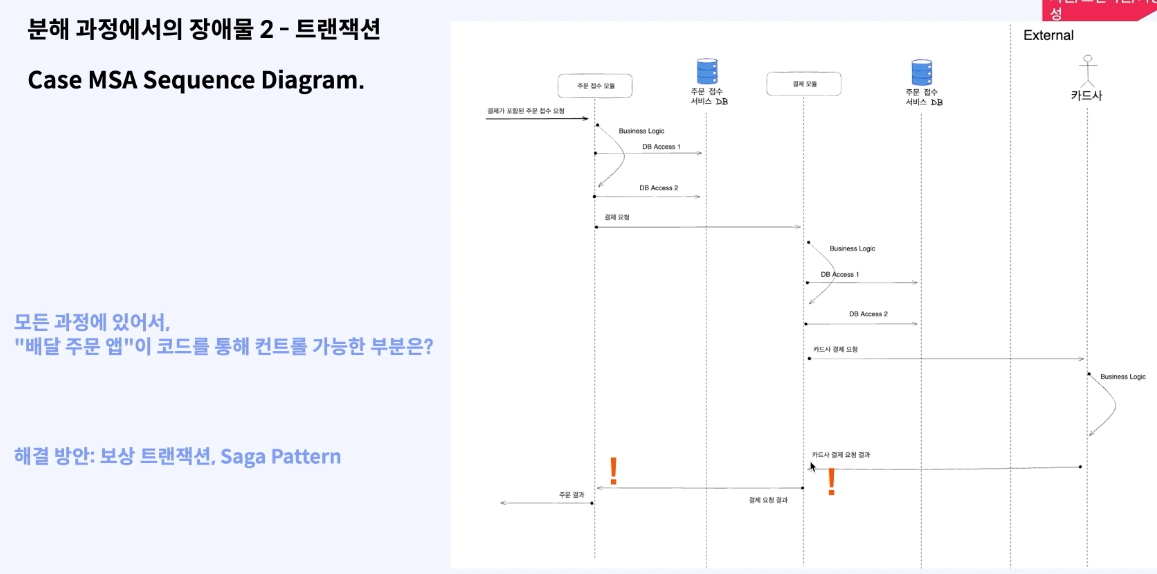 분해 과정에서의 장애물 2 - 트랜잭션
성
Case MSA Sequence Diagram.
External
주문 접수 모듈
주문 접수
서비스 DB
결제 모듈
주문 접수
서비스 DB
카드사
결제가 포함된 주문 접수 요청
Business Logic
DB Access 1
DB Access 2
결제 요청
Business Logic
DB Access 1
DB Access 2
카드사 결제 요청
Business Logic
모든 과정에 있어서,
"배달 주문 앱"이 코드를 통해 컨트롤 가능한 부분은?
해결 방안: 보상 트랜잭션, Saga Pattern
카드사 결제 요청 결과
!
!
주문 결과
결제 요청 결과